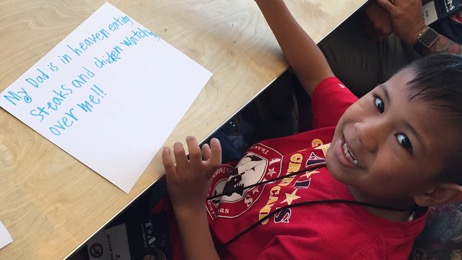 My Dad is in heaven eating
steaks and chicken watching
over me!!